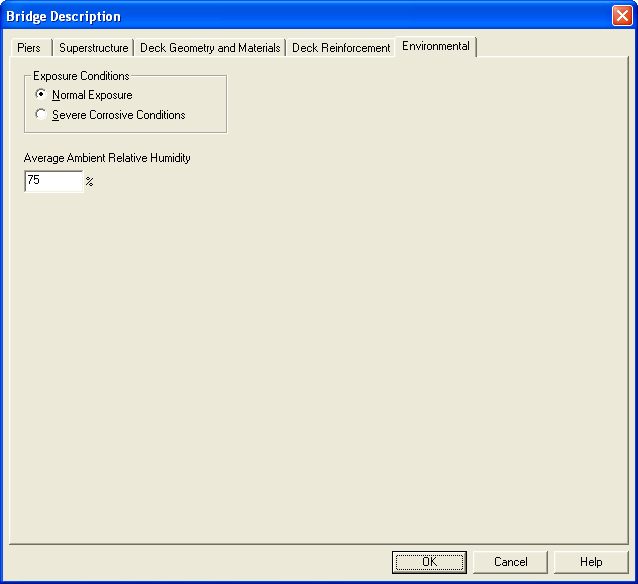 Bridge Description
Piers Superstructure Deck Geometry and Materials Deck Reinforcement Environmental
Exposure Conditions
Normal Exposure
Severe Corrosive Conditions
Average Ambient Relative Humidity
75 %
OK Cancel Help